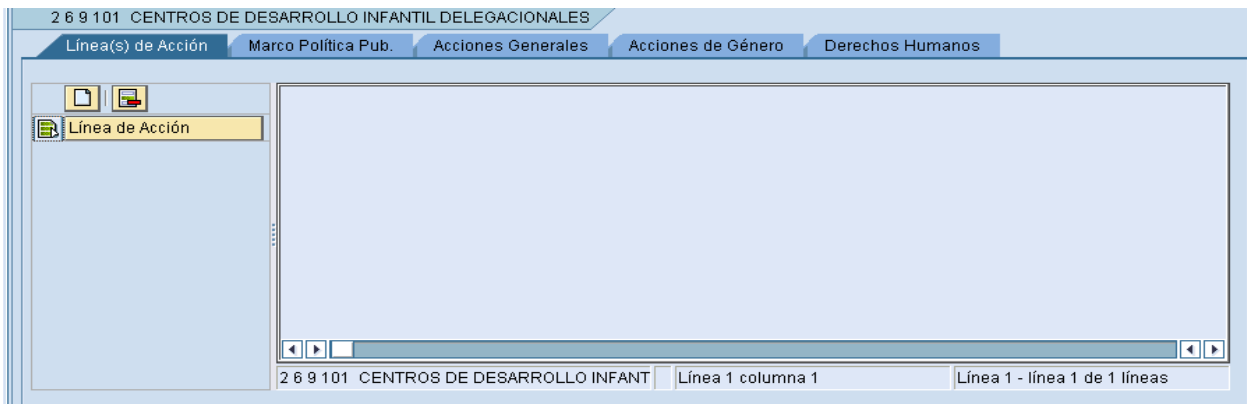 2 6 9 101 CENTROS DE DESARROLLO INFANTIL DELEGACIONALES
Línea(s) de Acción Marco Política Pub. Acciones Generales Acciones de Género Derechos Humanos
Línea de Acción
2 6 9 101 CENTROS DE DESARROLLO INFANT Línea 1 columna 1 Línea 1 - línea 1 de 1 líneas